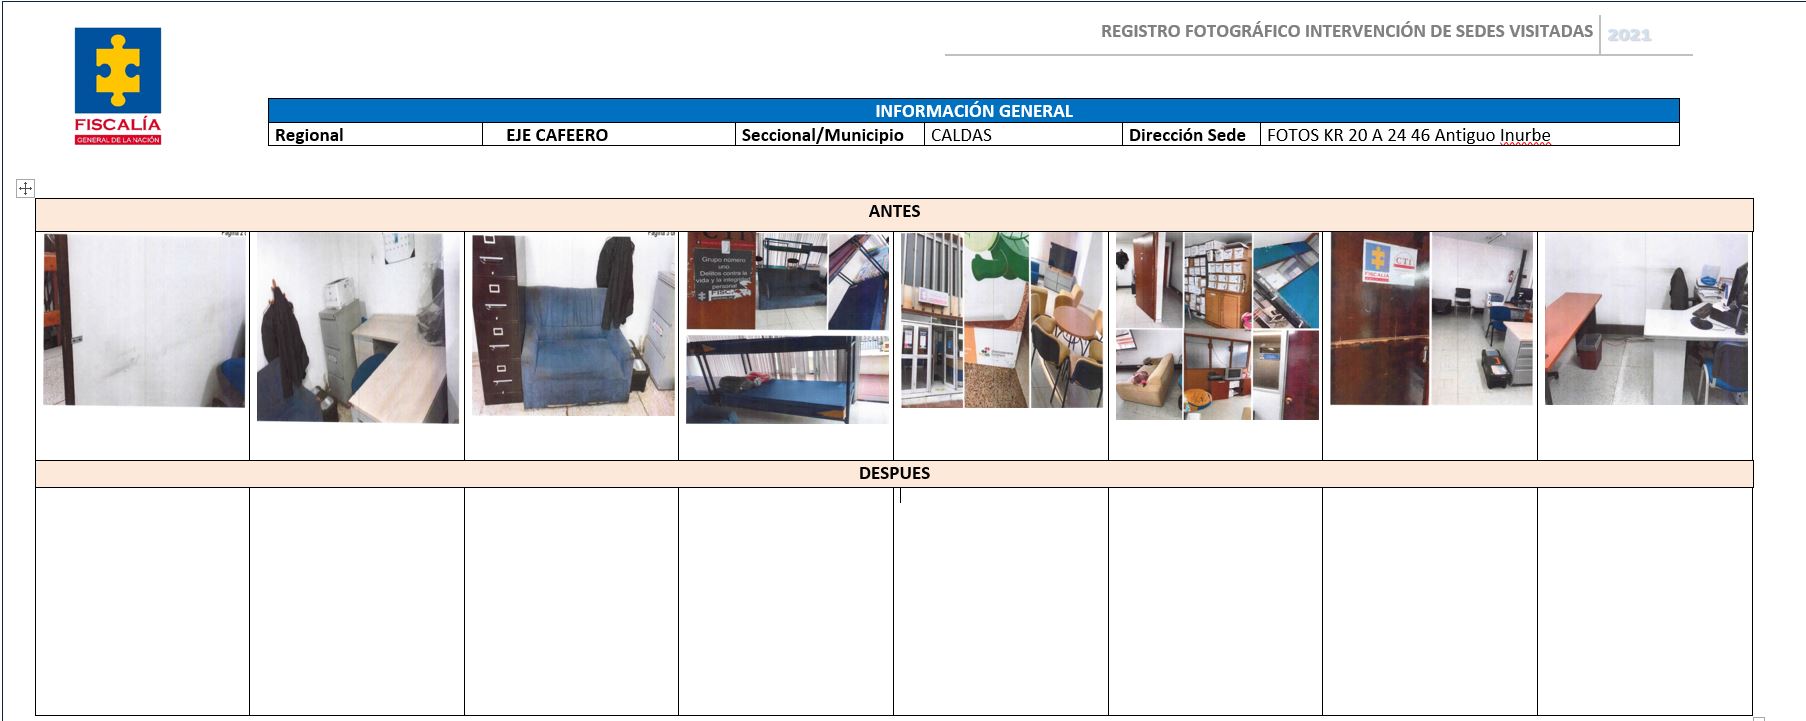 REGISTRO FOTOGRÁFICO INTERVENCIÓN DE SEDES VISITADAS 2021
FISCALÍA
GENERAL DE LA NACIÓN
INFORMACIÓN GENERAL
Regional EJE CAFEERO Seccional/Municipio CALDAS Dirección Sede FOTOS KR 20 A 24 46 Antiguo Inurbe
ANTES
CTI
Grupo número
uno
Delitos contra la
vida y la integridad
personal
FISCALÍA
CTI
DESPUES